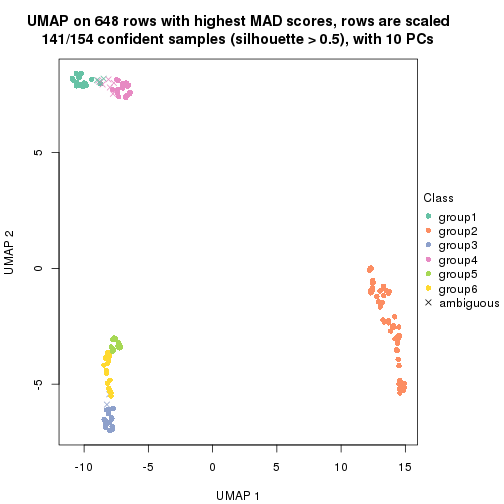 UMAP on 648 rows with highest MAD scores, rows are scaled
141/154 confident samples (silhouette > 0.5), with 10 PCs
UMAP 2
5
0
-5
-10
-5
0
5
10
15
UMAP 1
Class
group1
group2
group3
group4
group5
group6
ambiguous